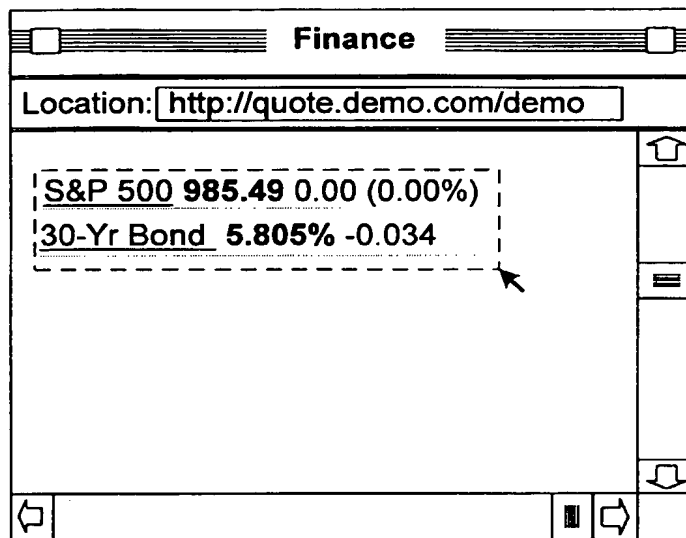 Finance
Location: http://quote.demo.com/demo
S&P 500 985.49 0.00 (0.00%)
30-Yr Bond 5.805% -0.034